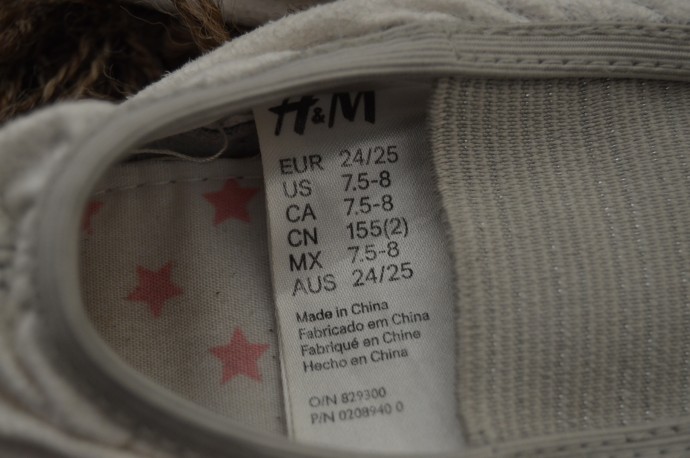 H&M
EUR 24/25
US 7.5-8
CA 7.5-8
CN 155(2)
MX 7.5-8
AUS 24/25
Made in China
Fabricado em China
Fabriqué en Chine
Hecho en China
O/N 829300
P/N 0208940 0